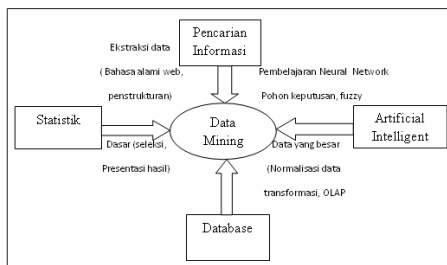 Pencarian
Informasi
Ekstraksi data
( Bahasa alami web,
penstrukturan)
Pembelajaran Neural Network
Pohon keputusan, fuzzy
Statistik
Data
Mining
Artificial
Intelligent
Dasar (seleksi,
Presentasi hasil)
Data yang besar
(Normalisasi data
transformasi, OLAP
Database